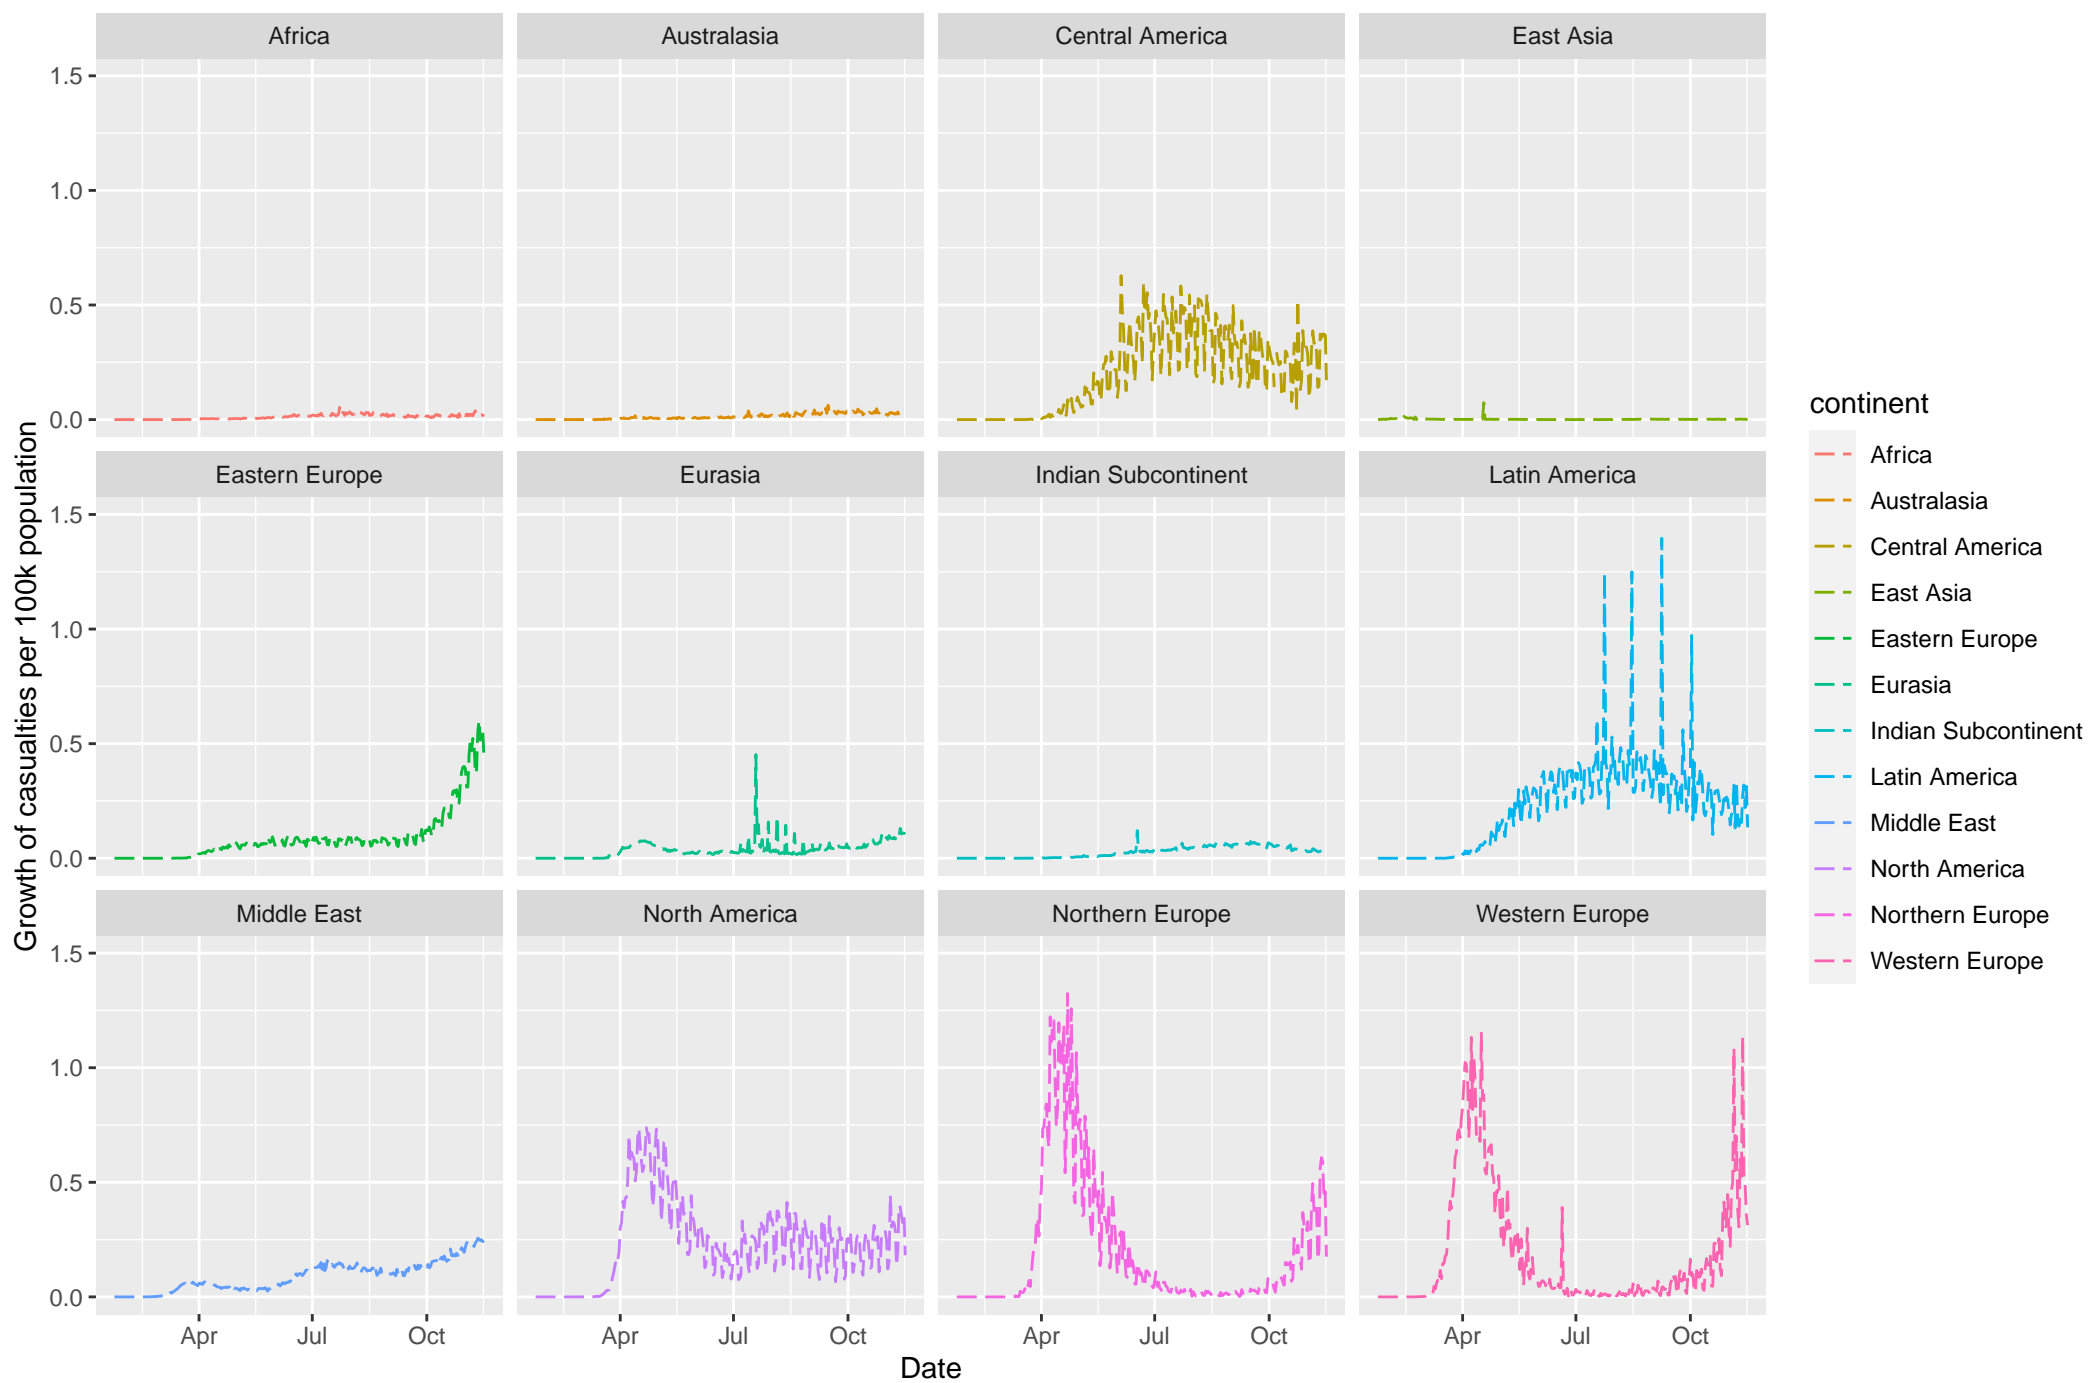 Africa
Australasia
Central America
East Asia
1.5
1.0
0.5
0.0
Eastern Europe
Eurasia
Indian Subcontinent
Latin America
1.5
1.0
0.5
0.0
Middle East
North America
Northern Europe
Western Europe
1.5
1.0
0.5
0.0
Apr Jul Oct
Apr Jul Oct
Apr Jul Oct
Apr Jul Oct
Date
Growth of casualties per 100k population
continent
Africa
Australasia
Central America
East Asia
Eastern Europe
Eurasia
Indian Subcontinent
Latin America
Middle East
North America
Northern Europe
Western Europe